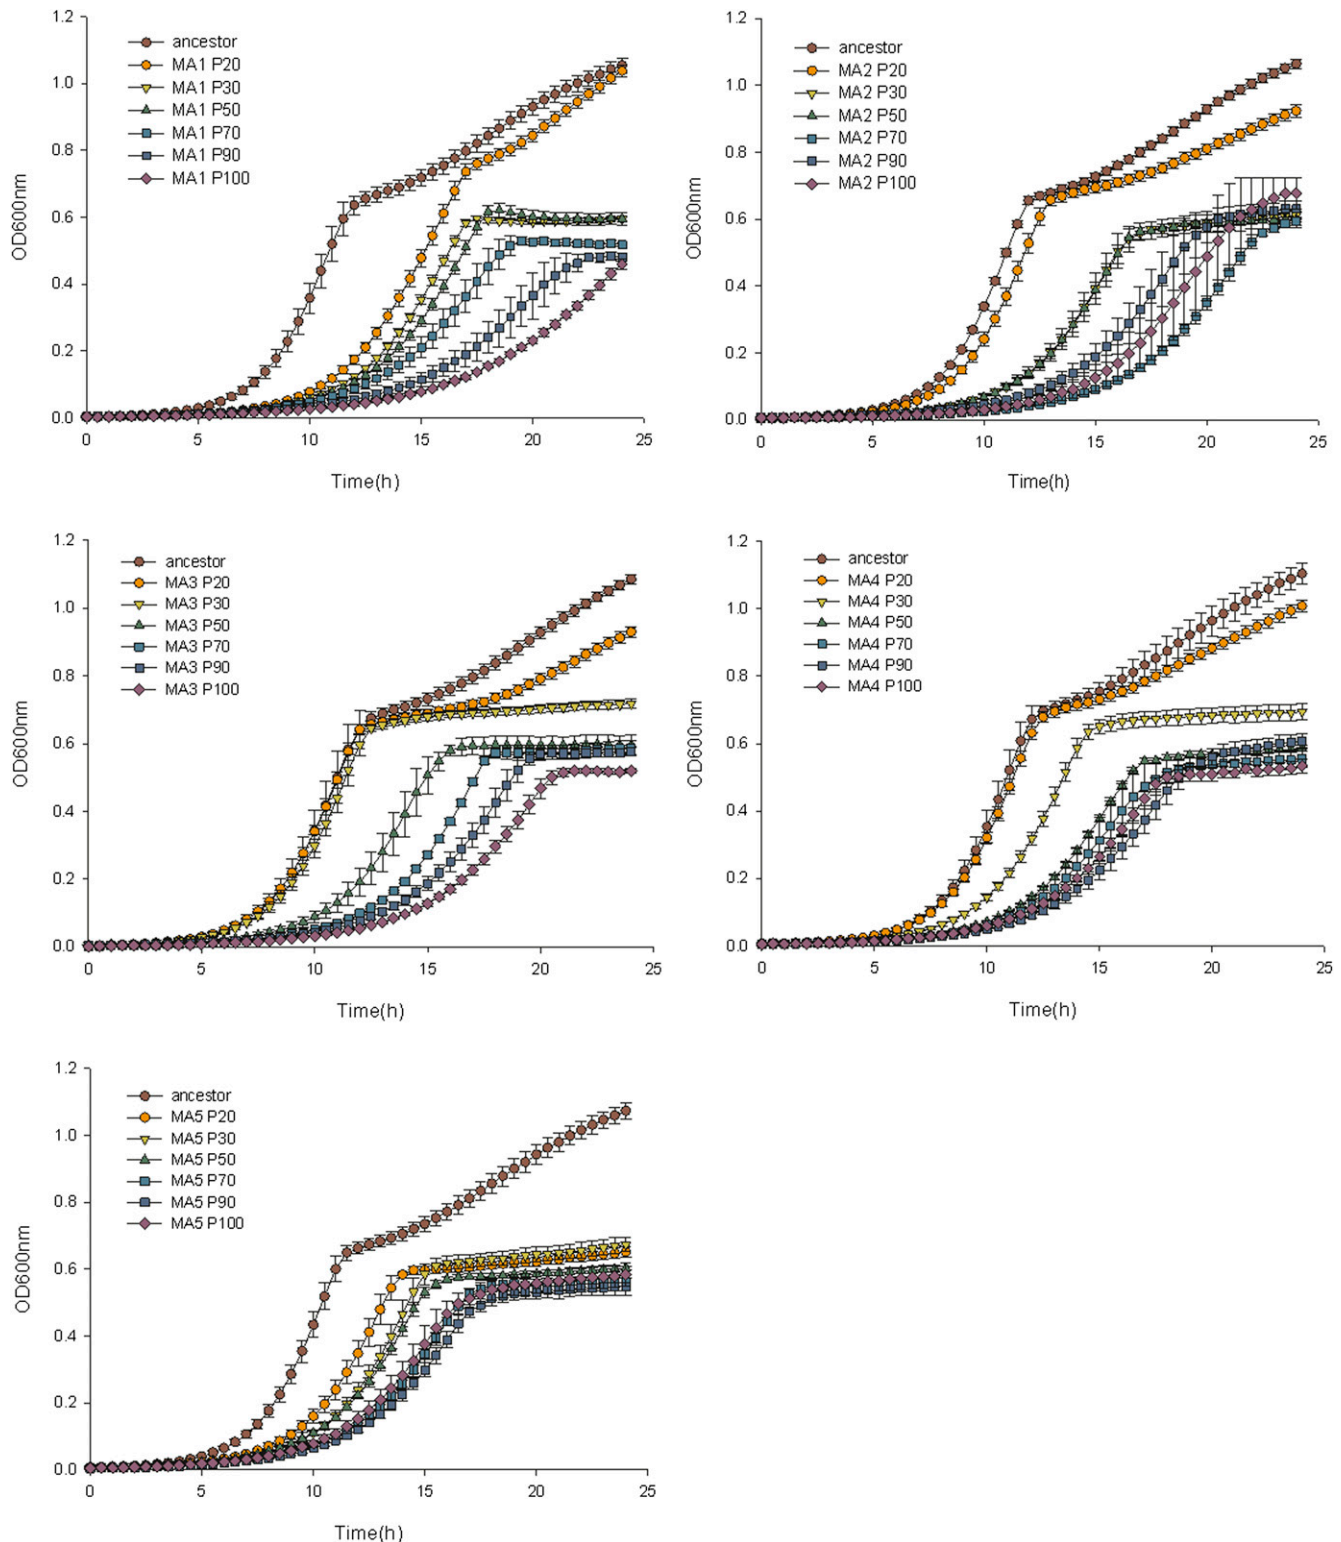 1.2
1.0
0.8
0.6
0.4
0.2
0.0
OD600nm
ancestor
MA1 P20
MA1 P30
MA1 P50
MA1 P70
MA1 P90
MA1 P100
0 5 10 15 20 25
Time(h)
1.2
1.0
0.8
0.6
0.4
0.2
0.0
OD600nm
ancestor
MA2 P20
MA2 P30
MA2 P50
MA2 P70
MA2 P90
MA2 P100
0 5 10 15 20 25
Time(h)
1.2
1.0
0.8
0.6
0.4
0.2
0.0
OD600nm
ancestor
MA3 P20
MA3 P30
MA3 P50
MA3 P70
MA3 P90
MA3 P100
0 5 10 15 20 25
Time(h)
1.2
1.0
0.8
0.6
0.4
0.2
0.0
OD600nm
ancestor
MA4 P20
MA4 P30
MA4 P50
MA4 P70
MA4 P90
MA4 P100
0 5 10 15 20 25
Time(h)
1.2
1.0
0.8
0.6
0.4
0.2
0.0
OD600nm
ancestor
MA5 P20
MA5 P30
MA5 P50
MA5 P70
MA5 P90
MA5 P100
0 5 10 15 20 25
Time(h)